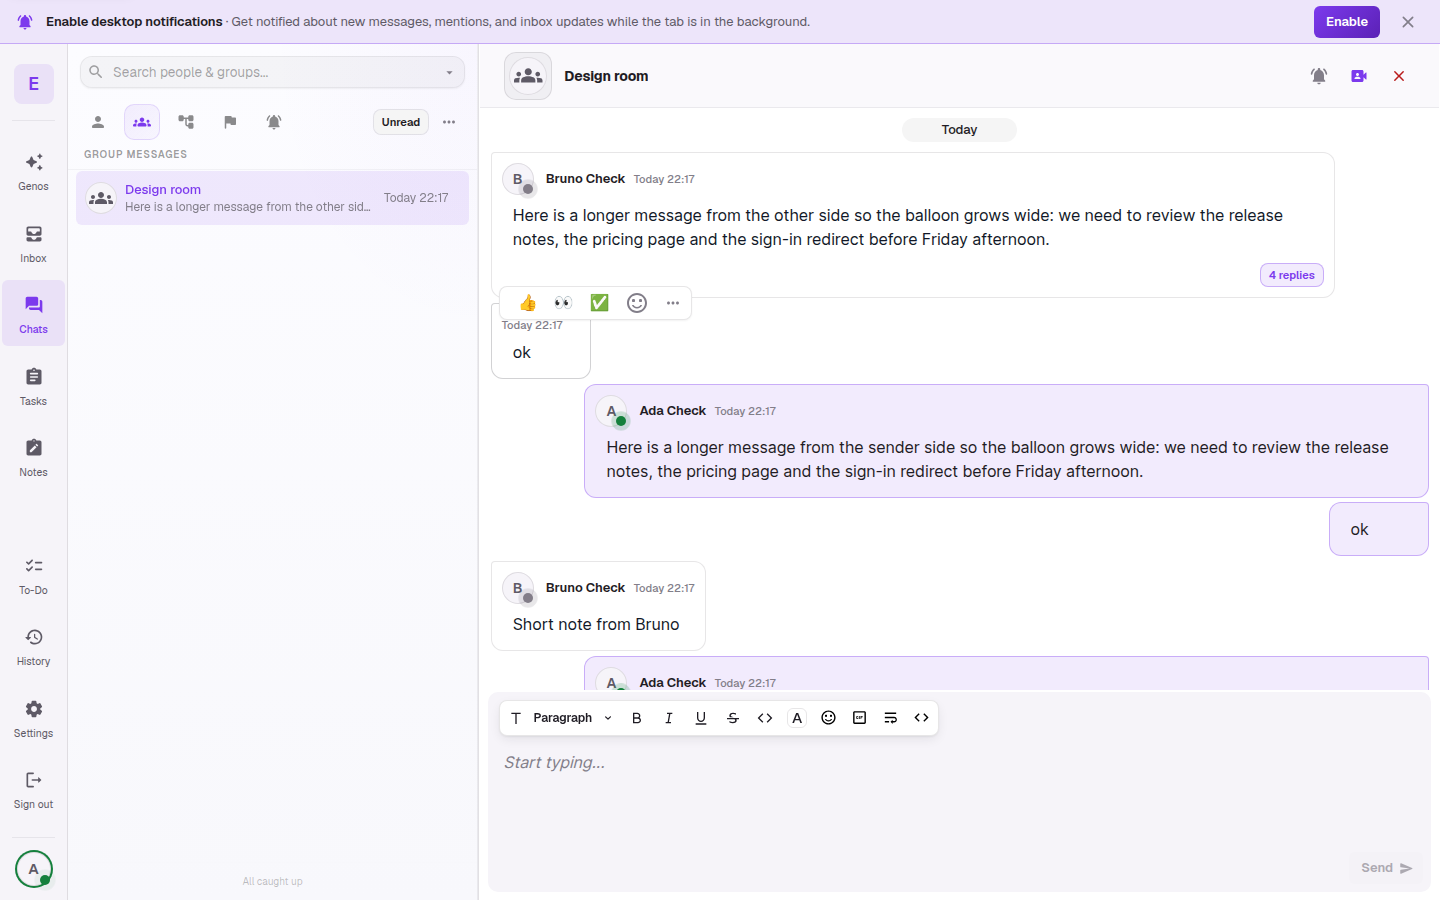 Enable desktop notifications · Get notified about new messages, mentions, and inbox updates while the tab is in the background.
Enable
E
Genos
Inbox
Chats
Tasks
Notes
To-Do
History
Settings
Sign out
A
Search people & groups...
Unread
GROUP MESSAGES
Design room
Today 22:17
Here is a longer message from the other sid...
All caught up
Design room
Today
B
Bruno Check Today 22:17
Here is a longer message from the other side so the balloon grows wide: we need to review the release
notes, the pricing page and the sign-in redirect before Friday afternoon.
4 replies
Today 22:17
ok
A
Ada Check Today 22:17
Here is a longer message from the sender side so the balloon grows wide: we need to review the release
notes, the pricing page and the sign-in redirect before Friday afternoon.
ok
B
Bruno Check Today 22:17
Short note from Bruno
A
Ada Check Today 22:17
T Paragraph B I U S A GIF
Start typing...
Send